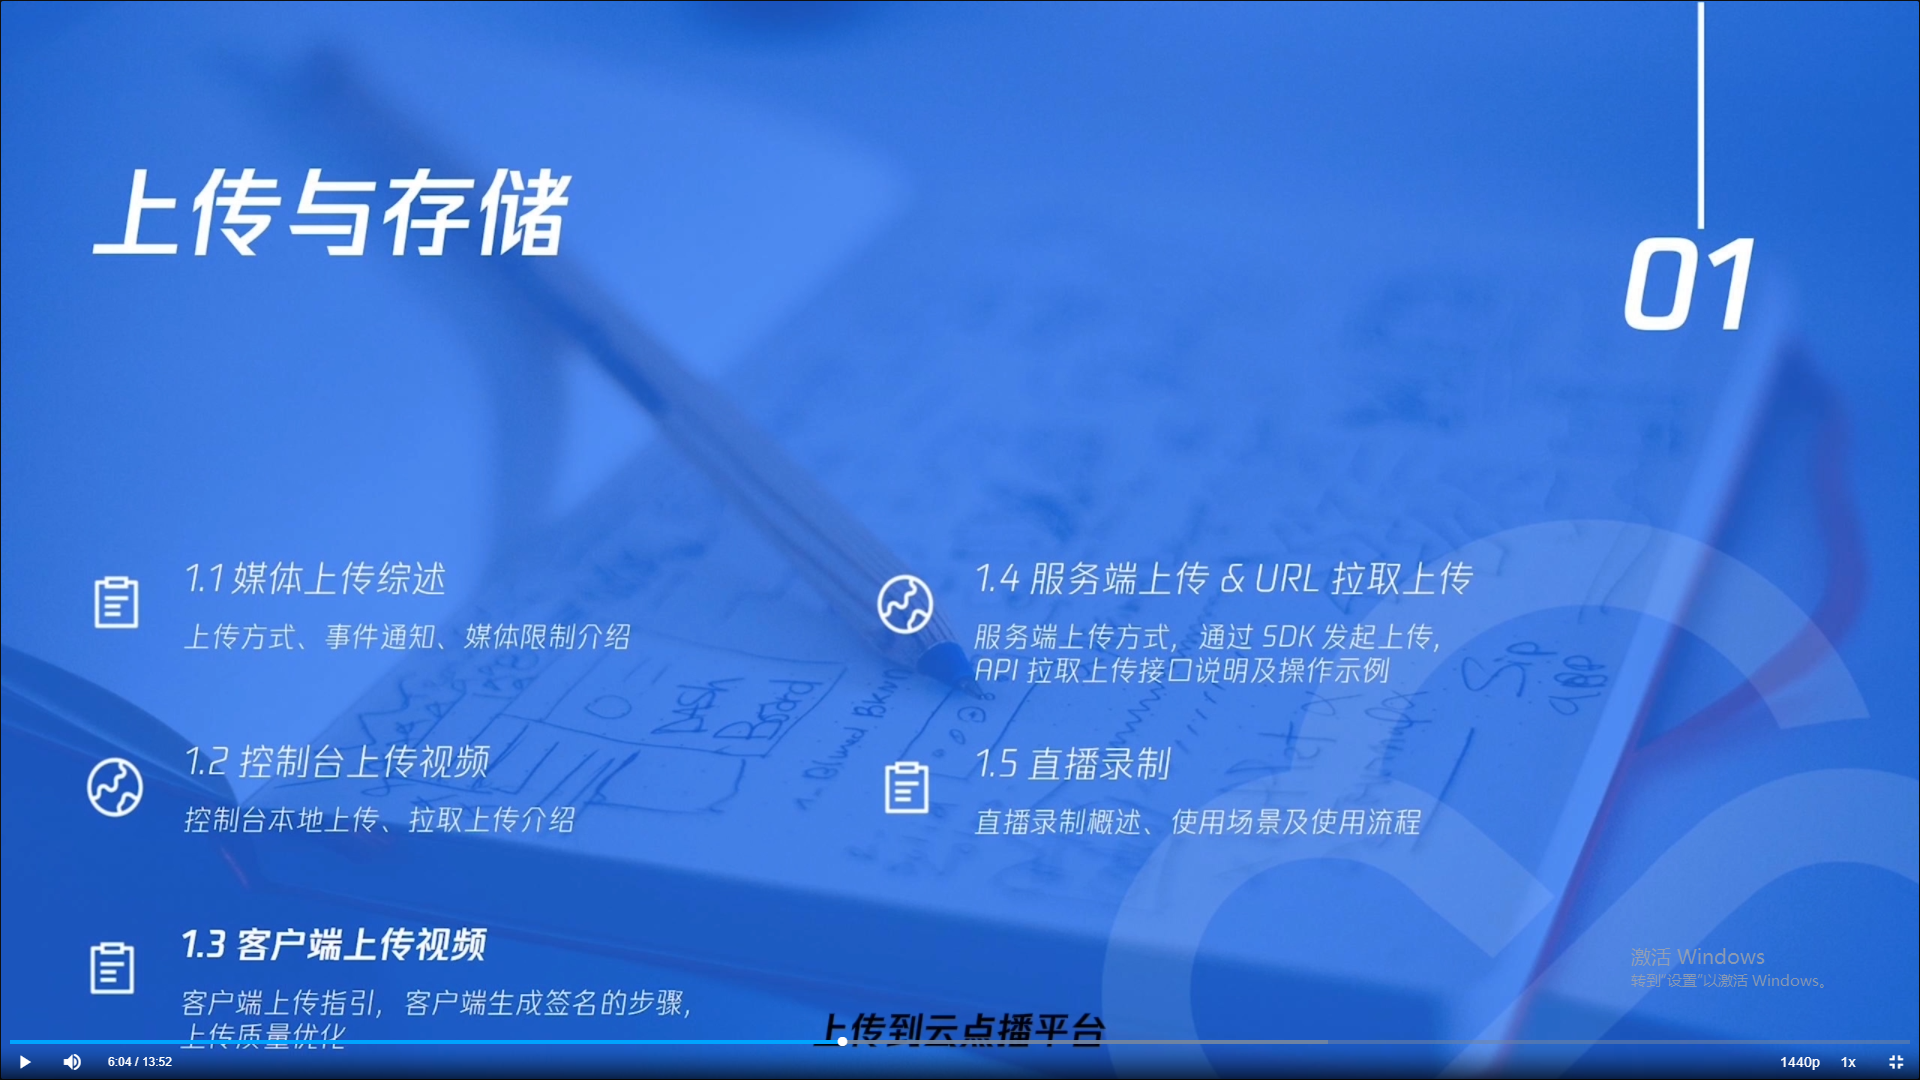 上传与存储
01
1.1 媒体上传综述
上传方式、事件通知、媒体限制介绍
1.2 控制台上传视频
控制台本地上传、拉取上传介绍
1.3 客户端上传视频
客户端上传指引，客户端生成签名的步骤，
上传质量优化
1.4 服务端上传 & URL 拉取上传
服务端上传方式，通过 SDK 发起上传，
API 拉取上传接口说明及操作示例
1.5 直播录制
直播录制概述、使用场景及使用流程
Dash
Board
激活 Windows
转到"设置"以激活 Windows。
上传到云点播平台
6:04 / 13:52
1440p
1x